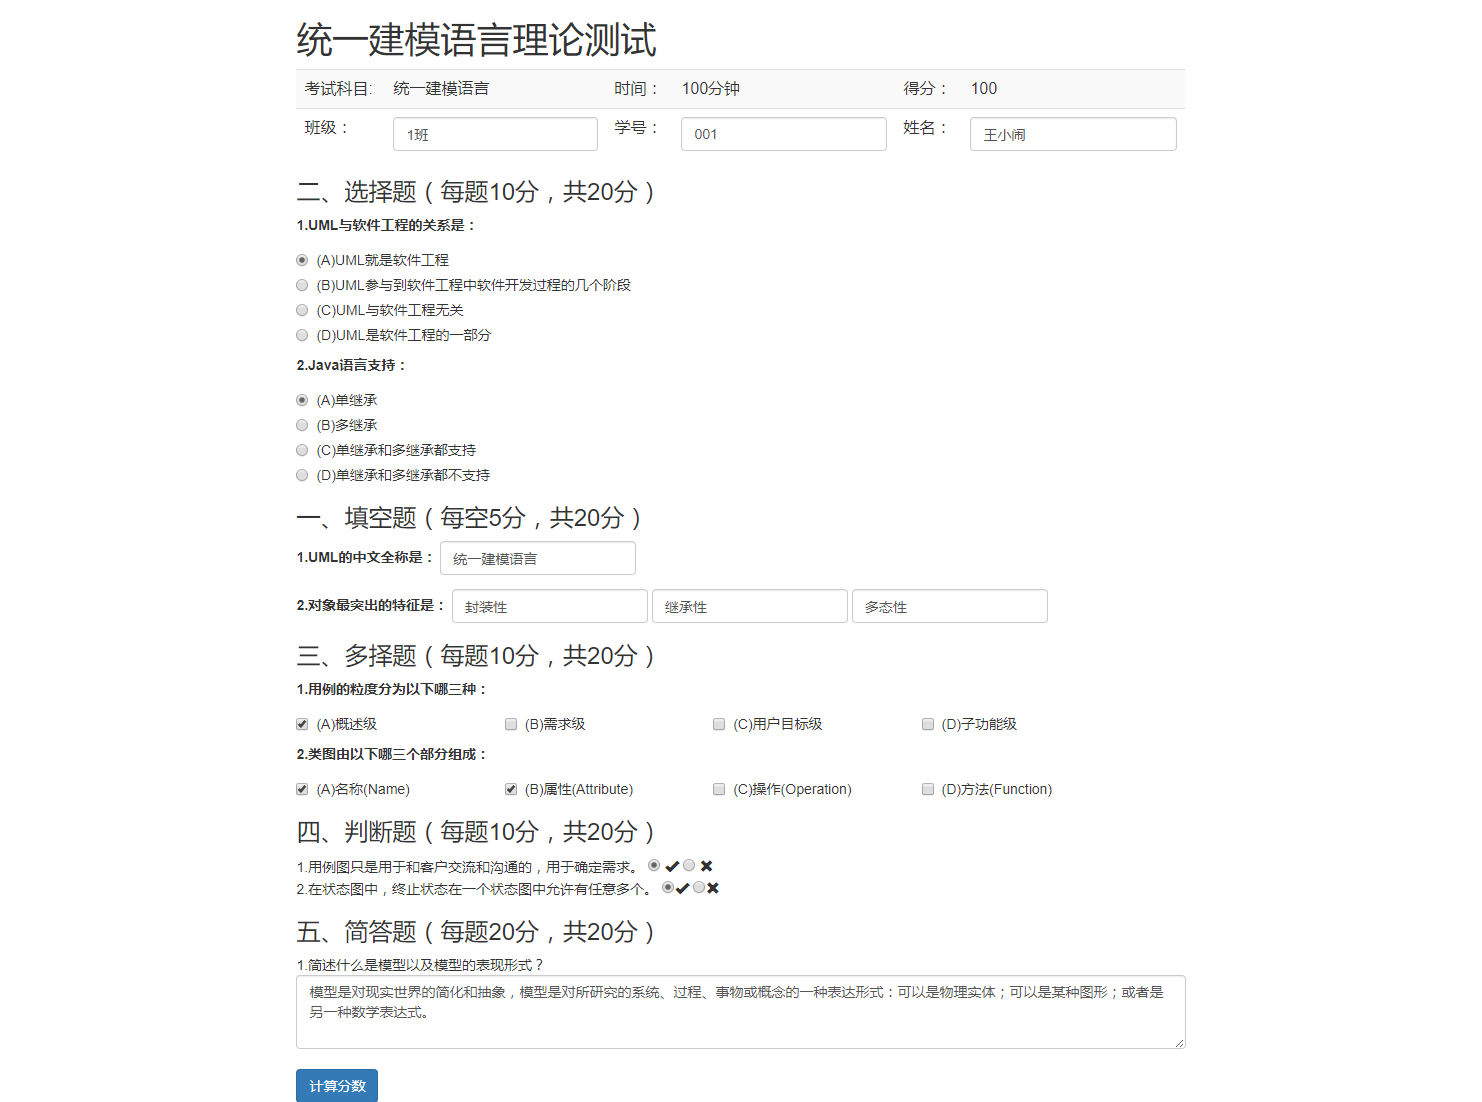 统一建模语言理论测试
考试科目: 统一建模语言 时间： 100分钟 得分： 100
班级： 1班 学号： 001 姓名： 王小闹
二、选择题（每题10分，共20分）
1.UML与软件工程的关系是：
(A)UML就是软件工程
(B)UML参与到软件工程中软件开发过程的几个阶段
(C)UML与软件工程无关
(D)UML是软件工程的一部分
2.Java语言支持：
(A)单继承
(B)多继承
(C)单继承和多继承都支持
(D)单继承和多继承都不支持
一、填空题（每空5分，共20分）
1.UML的中文全称是： 统一建模语言
2.对象最突出的特征是： 封装性 继承性 多态性
三、多择题（每题10分，共20分）
1.用例的粒度分为以下哪三种：
(A)概述级 (B)需求级 (C)用户目标级 (D)子功能级
2.类图由以下哪三个部分组成：
(A)名称(Name) (B)属性(Attribute) (C)操作(Operation) (D)方法(Function)
四、判断题（每题10分，共20分）
1.用例图只是用于和客户交流和沟通的，用于确定需求。 ✔ ✖
2.在状态图中，终止状态在一个状态图中允许有任意多个。 ✔ ✖
五、简答题（每题20分，共20分）
1.简述什么是模型以及模型的表现形式？
模型是对现实世界的简化和抽象，模型是对所研究的系统、过程、事物或概念的一种表达形式：可以是物理实体；可以是某种图形；或者是
另一种数学表达式。
计算分数